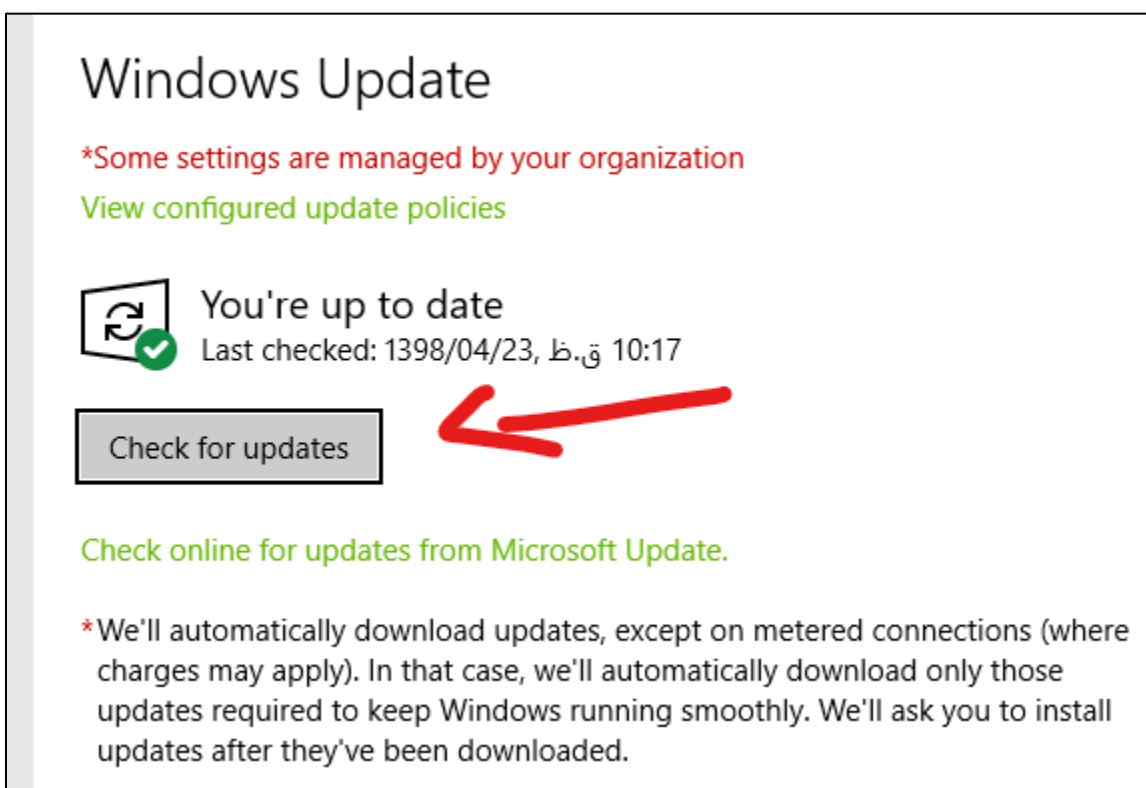 Windows Update
*Some settings are managed by your organization
View configured update policies
You're up to date
Last checked: 1398/04/23, ق.ظ 10:17
Check for updates
Check online for updates from Microsoft Update.
*We'll automatically download updates, except on metered connections (where
charges may apply). In that case, we'll automatically download only those
updates required to keep Windows running smoothly. We'll ask you to install
updates after they've been downloaded.